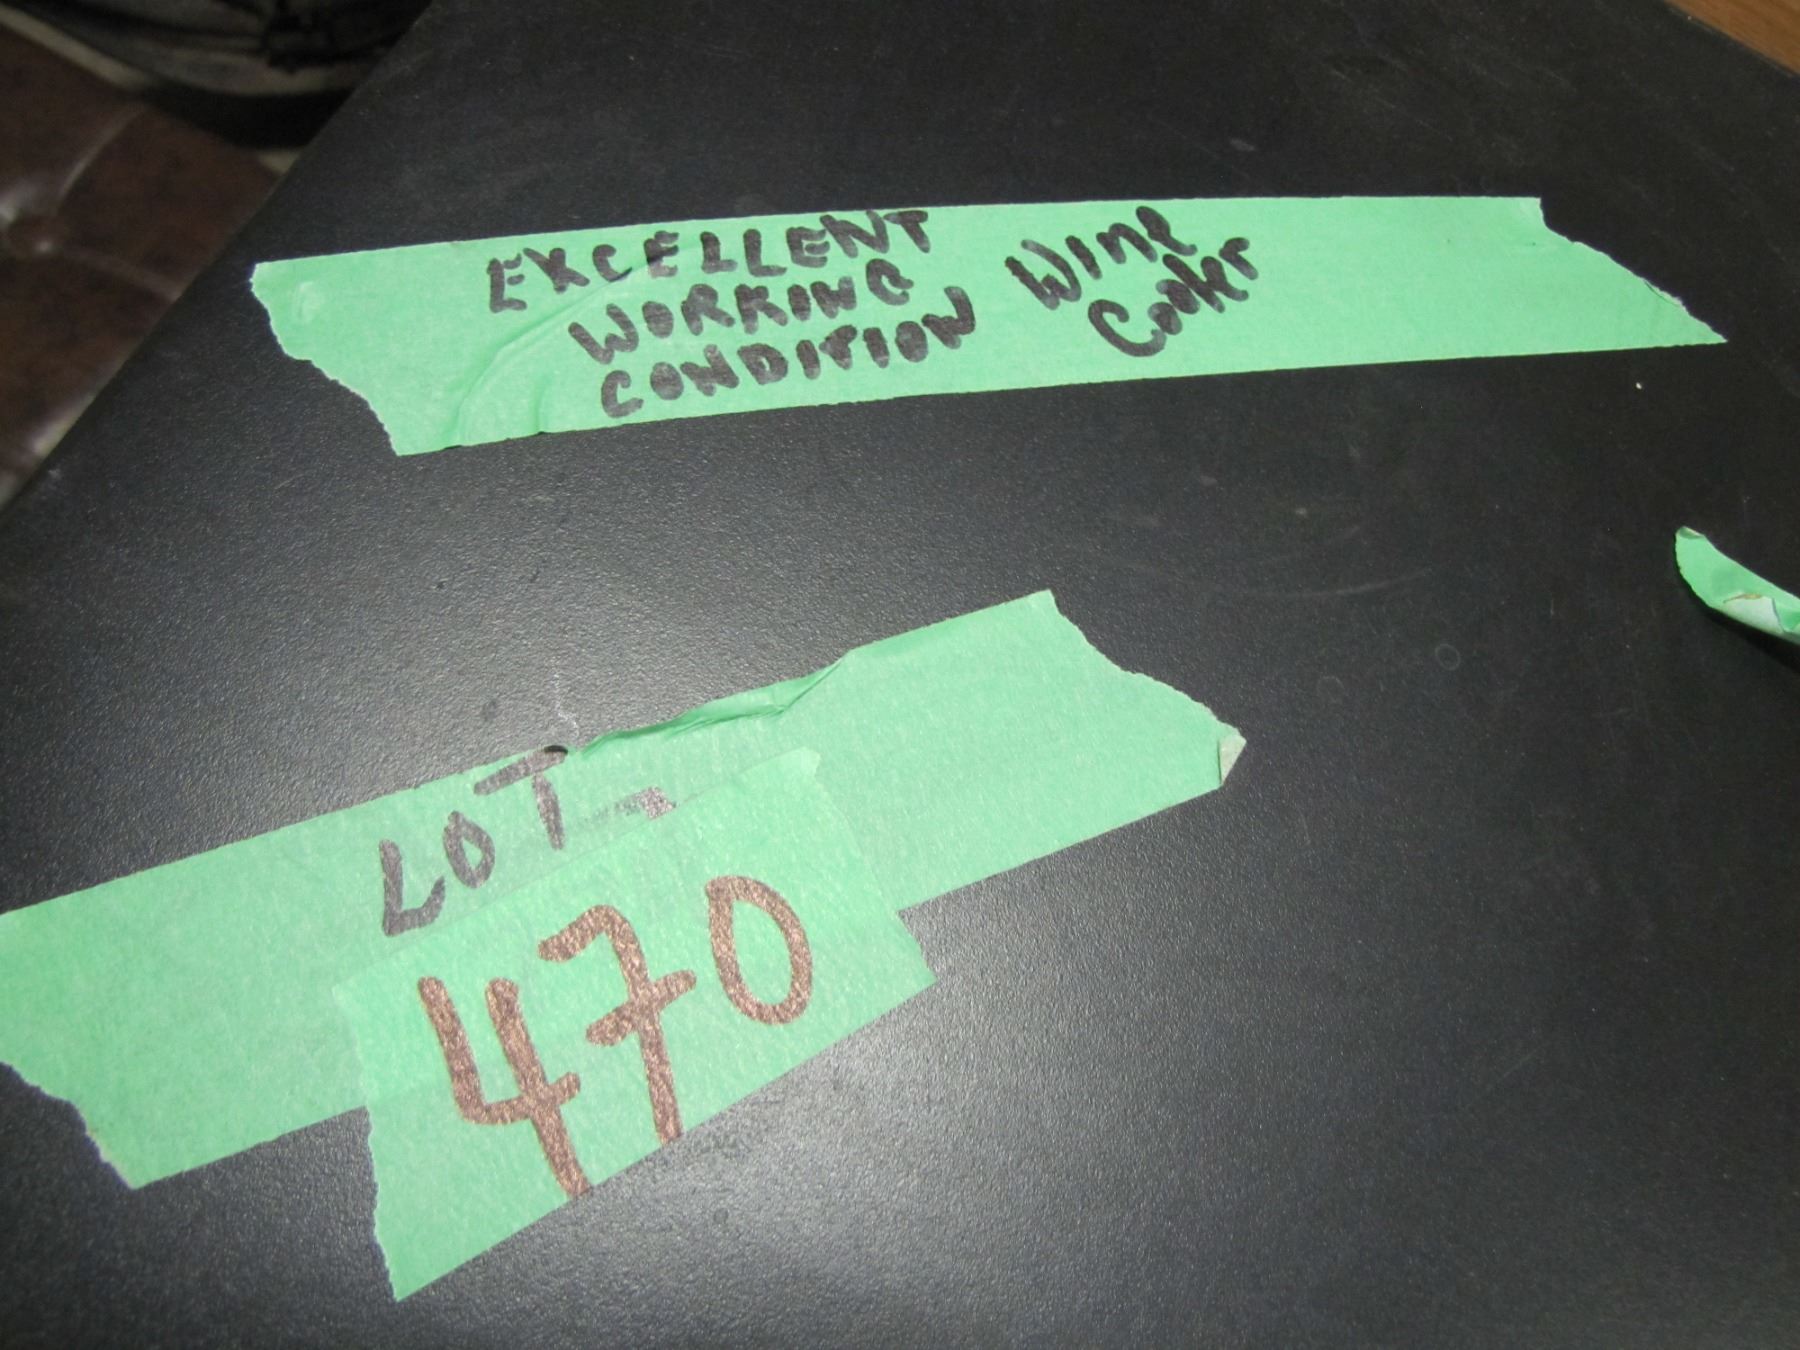 EXCELLENT
WORKING
CONDITION
Wine
Cooler
LOT
470